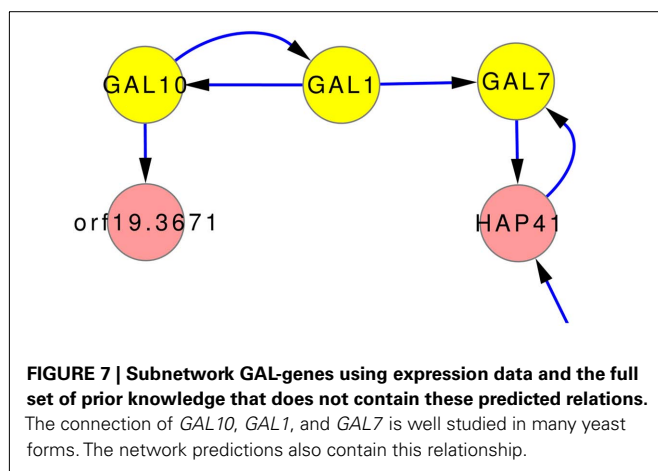 GAL10 GAL1 GAL7
orf19.3671 HAP41
FIGURE 7 | Subnetwork GAL-genes using expression data and the full
set of prior knowledge that does not contain these predicted relations.
The connection of GAL10, GAL1, and GAL7 is well studied in many yeast
forms. The network predictions also contain this relationship.